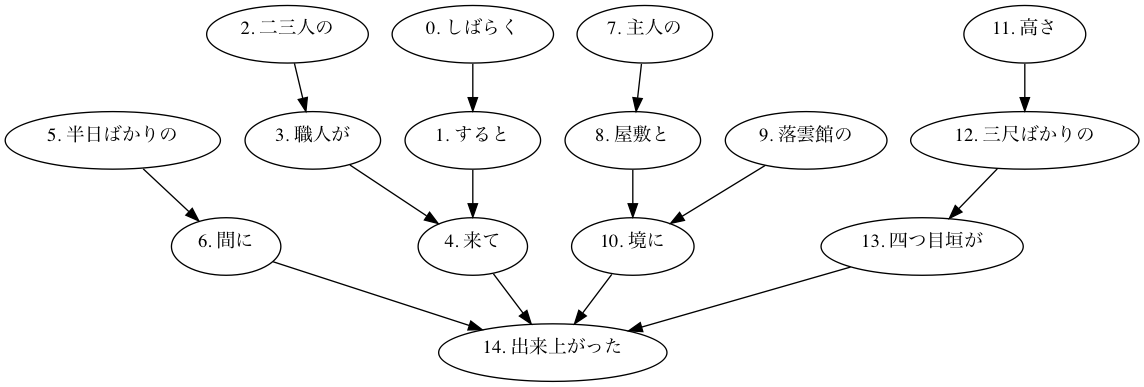 2. 二三人の
0. しばらく
7. 主人の
11. 高さ
5. 半日ばかりの
3. 職人が
1. すると
8. 屋敷と
9. 落雲館の
12. 三尺ばかりの
6. 間に
4. 来て
10. 境に
13. 四つ目垣が
14. 出来上がった